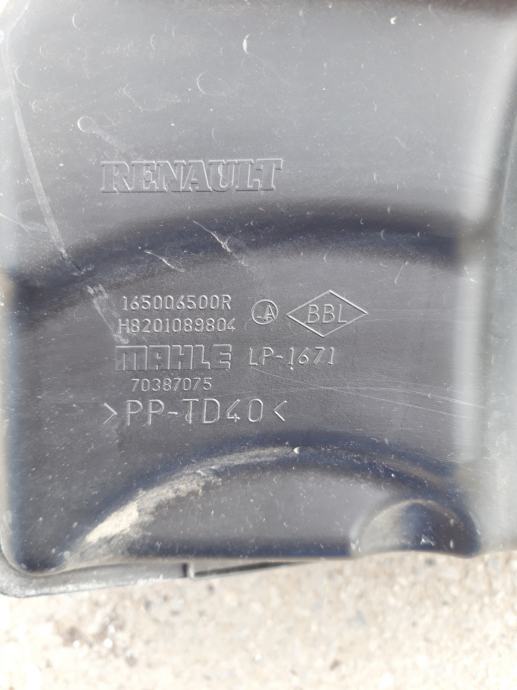 RENAULT
165006500R
H8201089804 -A BBL
MAHLE LP-1671
70387075
>PP-TD40<